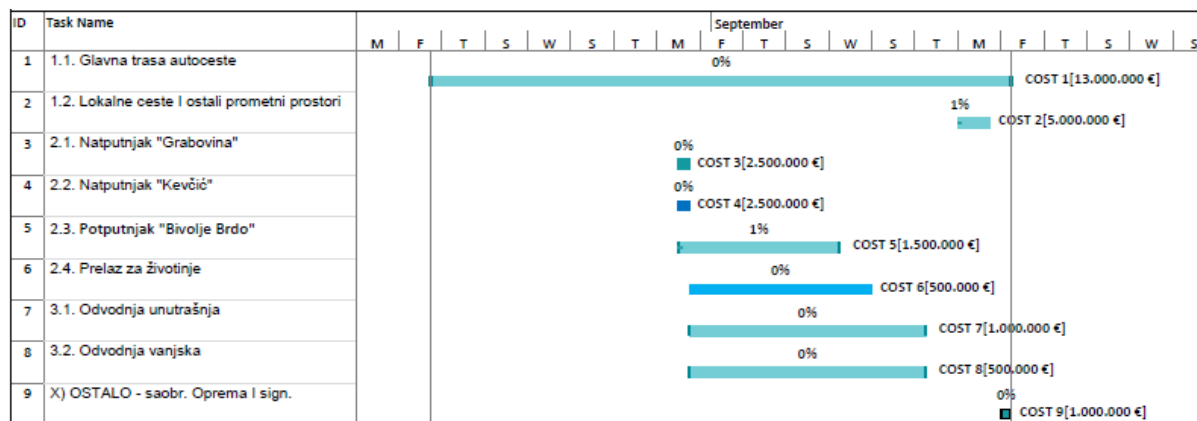 ID Task Name September
M F T S W S T M F T S W S T M F T S W S
1 1.1. Glavna trasa autoceste 0%
COST 1[13.000.000 €]
2 1.2. Lokalne ceste I ostali prometni prostori 1%
COST 2[5.000.000 €]
3 2.1. Natputnjak "Grabovina" 0%
COST 3[2.500.000 €]
4 2.2. Natputnjak "Kevčić" 0%
COST 4[2.500.000 €]
5 2.3. Potputnjak "Bivolje Brdo" 1%
COST 5[1.500.000 €]
6 2.4. Prelaz za životinje 0%
COST 6[500.000 €]
7 3.1. Odvodnja unutrašnja 0%
COST 7[1.000.000 €]
8 3.2. Odvodnja vanjska 0%
COST 8[500.000 €]
9 X) OSTALO - saobr. Oprema I sign. 0%
COST 9[1.000.000 €]